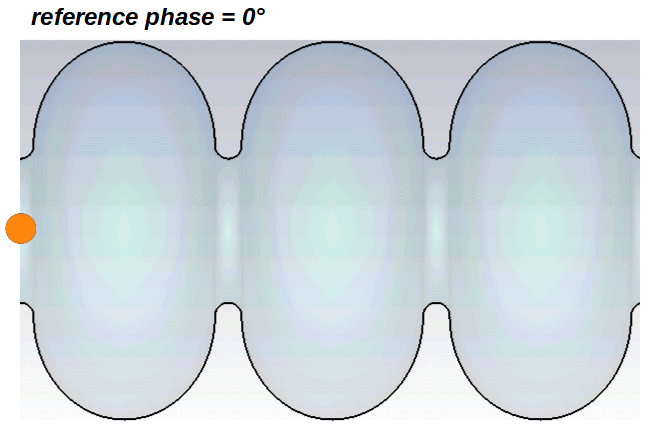 reference phase = 0°